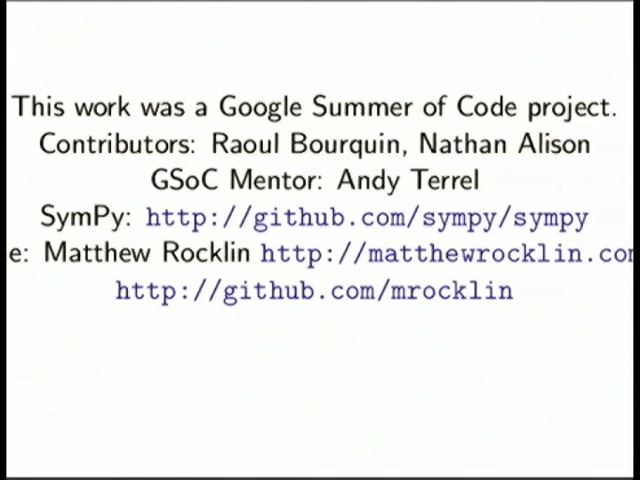 This work was a Google Summer of Code project.
Contributors: Raoul Bourquin, Nathan Alison
GSoC Mentor: Andy Terrel
SymPy: http://github.com/sympy/sympy
e: Matthew Rocklin http://matthewrocklin.com
http://github.com/mrocklin